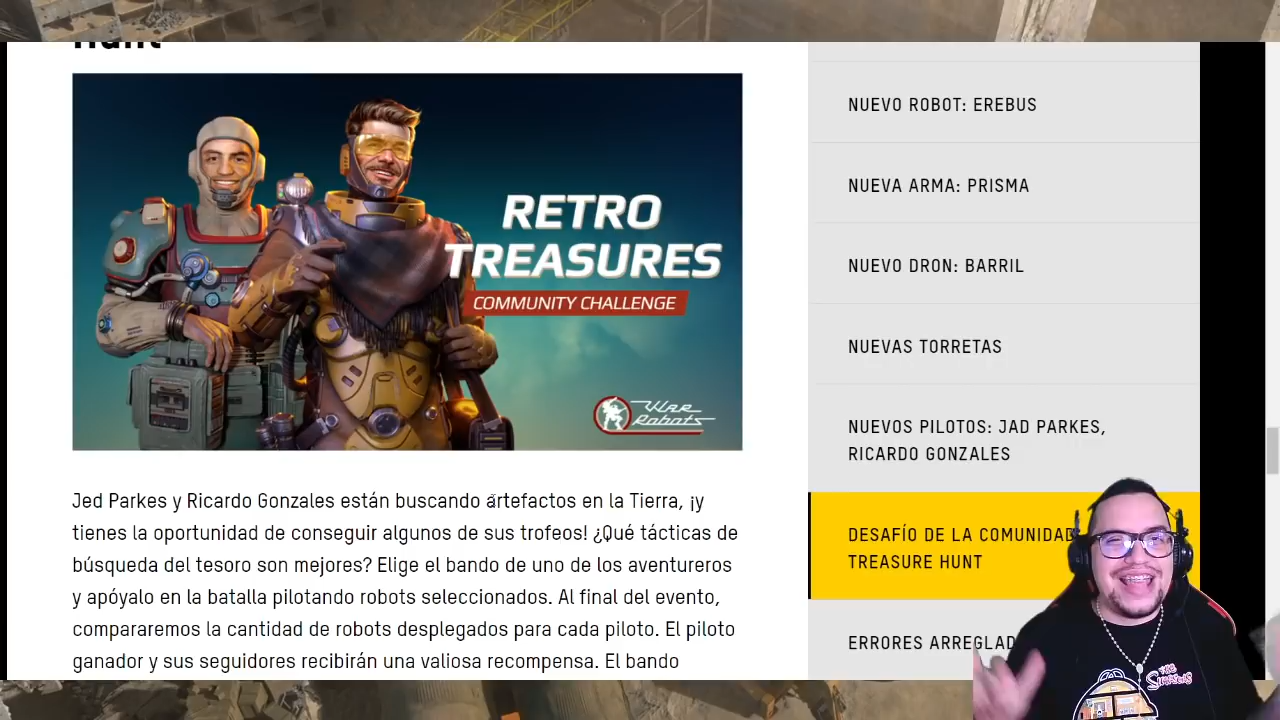 Hunt
RETRO
TREASURES
COMMUNITY CHALLENGE
War
Robots
Jed Parkes y Ricardo Gonzales están buscando artefactos en la Tierra, ¡y
tienes la oportunidad de conseguir algunos de sus trofeos! ¿Qué tácticas de
búsqueda del tesoro son mejores? Elige el bando de uno de los aventureros
y apóyalo en la batalla pilotando robots seleccionados. Al final del evento,
compararemos la cantidad de robots desplegados para cada piloto. El piloto
ganador y sus seguidores recibirán una valiosa recompensa. El bando
NUEVO ROBOT: EREBUS
NUEVA ARMA: PRISMA
NUEVO DRON: BARRIL
NUEVAS TORRETAS
NUEVOS PILOTOS: JAD PARKES,
RICARDO GONZALES
DESAFÍO DE LA COMUNIDAD
TREASURE HUNT
ERRORES ARREGLAD
THE
SIMPSONS